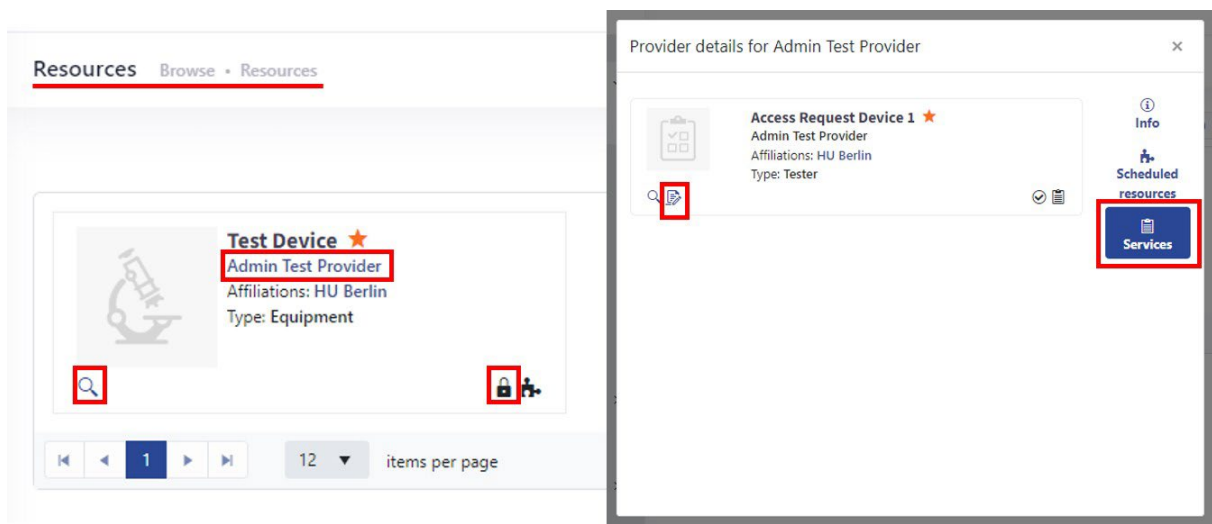 Resources Browse • Resources
Test Device
Admin Test Provider
Affiliations: HU Berlin
Type: Equipment
1
12
items per page
Provider details for Admin Test Provider
Access Request Device 1
Admin Test Provider
Affiliations: HU Berlin
Type: Tester
Info
Scheduled
resources
Services